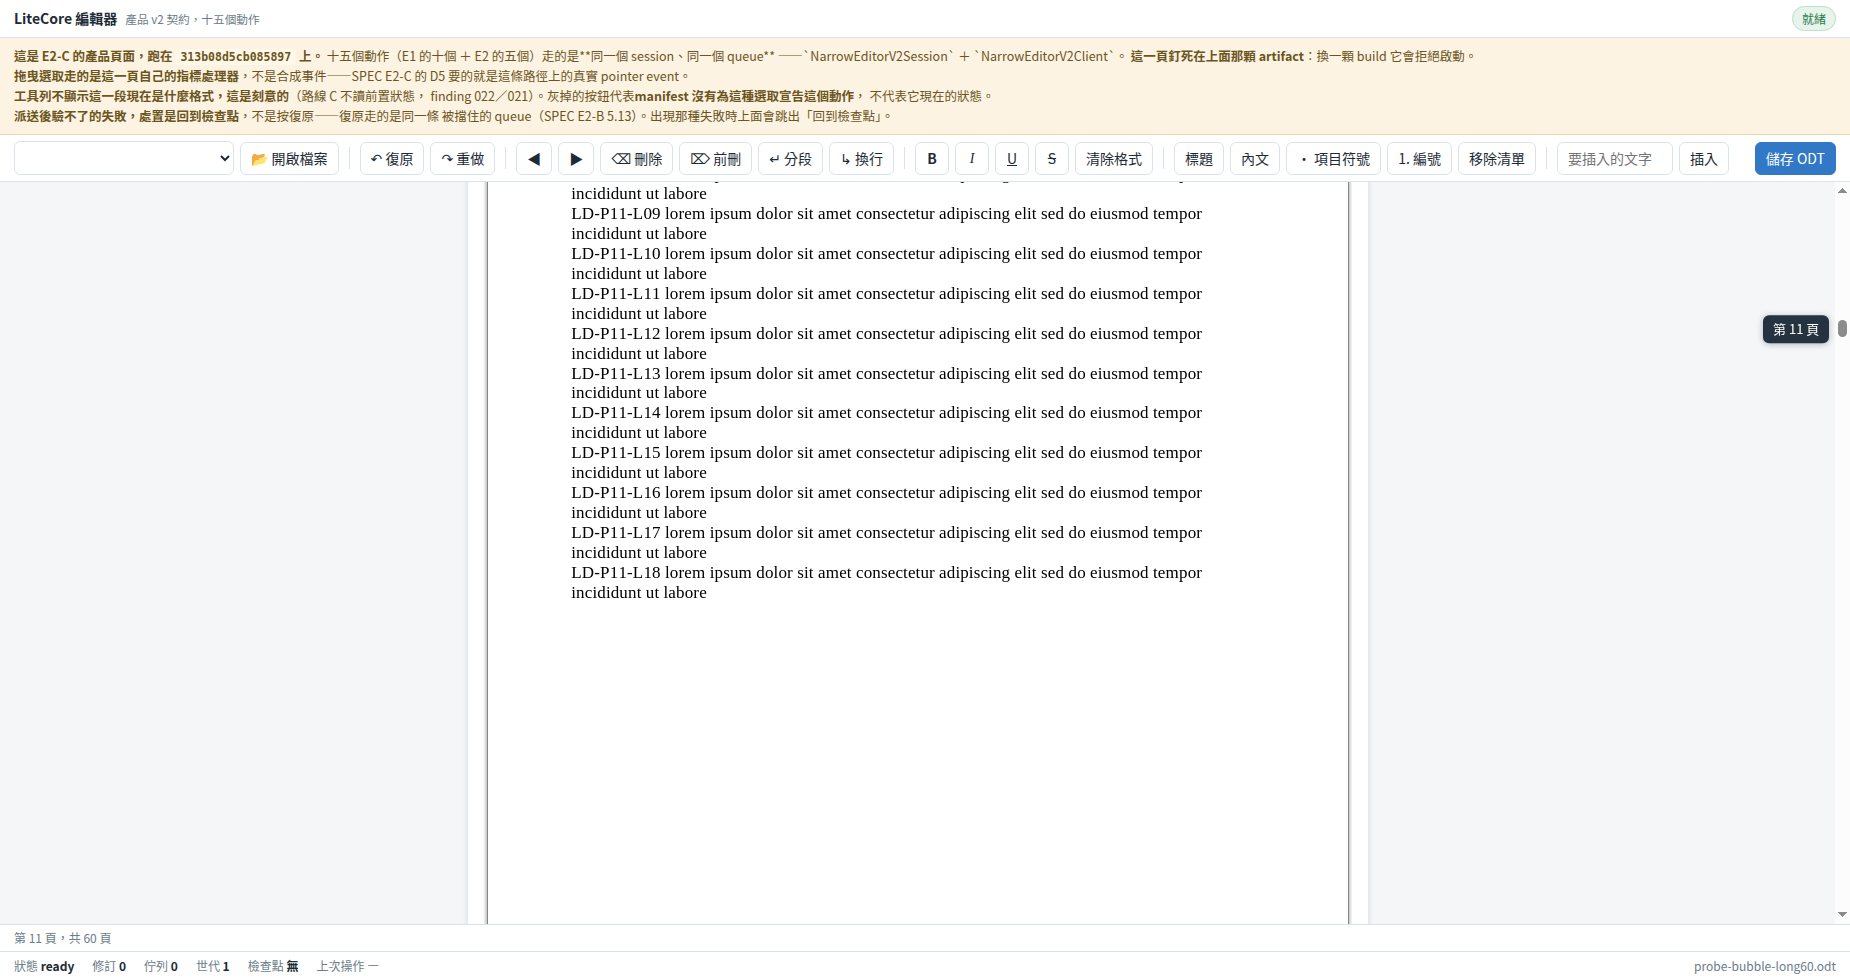 LiteCore 編輯器 產品 v2 契約，十五個動作 就緒
這是 E2-C 的產品頁面，跑在 313b08d5cb085897 上。 十五個動作（E1 的十個 ＋ E2 的五個）走的是**同一個 session、同一個 queue** ——`NarrowEditorV2Session` ＋ `NarrowEditorV2Client`。 這一頁釘死在上面那顆 artifact：換一顆 build 它會拒絕啟動。
拖曳選取走的是這一頁自己的指標處理器，不是合成事件——SPEC E2-C 的 D5 要的就是這條路徑上的真實 pointer event。
工具列不顯示這一段現在是什麼格式，這是刻意的（路線 C 不讀前置狀態， finding 022／021）。灰掉的按鈕代表manifest 沒有為這種選取宣告這個動作， 不代表它現在的狀態。
派送後驗不了的失敗，處置是回到檢查點，不是按復原——復原走的是同一條 被擋住的 queue（SPEC E2-B 5.13）。出現那種失敗時上面會跳出「回到檢查點」。
📂 開啟檔案 ↶ 復原 ↷ 重做 ◀ ▶ ⌫ 刪除 ⌦ 前刪 ↵ 分段 ↳ 換行 B I U S 清除格式 標題 內文 ・ 項目符號 1. 編號 移除清單 要插入的文字 插入 儲存 ODT
incididunt ut labore
LD-P11-L09 lorem ipsum dolor sit amet consectetur adipiscing elit sed do eiusmod tempor
incididunt ut labore
LD-P11-L10 lorem ipsum dolor sit amet consectetur adipiscing elit sed do eiusmod tempor
incididunt ut labore
LD-P11-L11 lorem ipsum dolor sit amet consectetur adipiscing elit sed do eiusmod tempor
incididunt ut labore
LD-P11-L12 lorem ipsum dolor sit amet consectetur adipiscing elit sed do eiusmod tempor
incididunt ut labore
LD-P11-L13 lorem ipsum dolor sit amet consectetur adipiscing elit sed do eiusmod tempor
incididunt ut labore
LD-P11-L14 lorem ipsum dolor sit amet consectetur adipiscing elit sed do eiusmod tempor
incididunt ut labore
LD-P11-L15 lorem ipsum dolor sit amet consectetur adipiscing elit sed do eiusmod tempor
incididunt ut labore
LD-P11-L16 lorem ipsum dolor sit amet consectetur adipiscing elit sed do eiusmod tempor
incididunt ut labore
LD-P11-L17 lorem ipsum dolor sit amet consectetur adipiscing elit sed do eiusmod tempor
incididunt ut labore
LD-P11-L18 lorem ipsum dolor sit amet consectetur adipiscing elit sed do eiusmod tempor
incididunt ut labore
第 11 頁
第 11 頁，共 60 頁
狀態 ready 修訂 0 佇列 0 世代 1 檢查點 無 上次操作 — probe-bubble-long60.odt